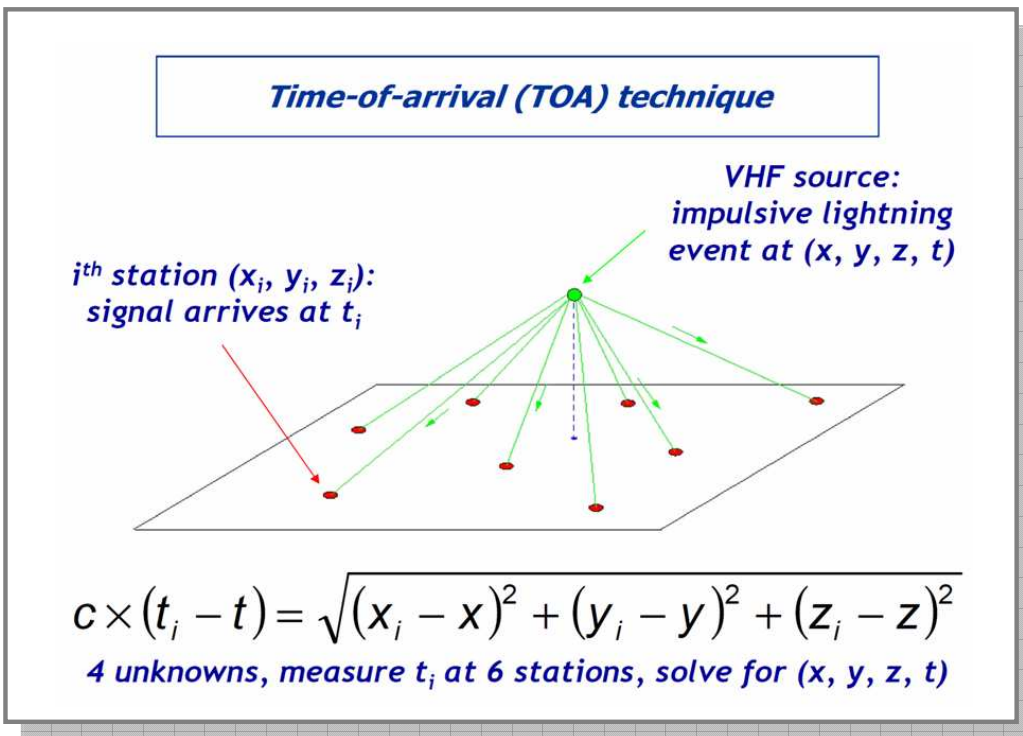 Time-of-arrival (TOA) technique
VHF source:
impulsive lightning
event at (x, y, z, t)
iᵗʰ station (xᵢ, yᵢ, zᵢ):
signal arrives at tᵢ
c×(tᵢ − t) = √((xᵢ − x)² + (yᵢ − y)² + (zᵢ − z)²)
4 unknowns, measure tᵢ at 6 stations, solve for (x, y, z, t)